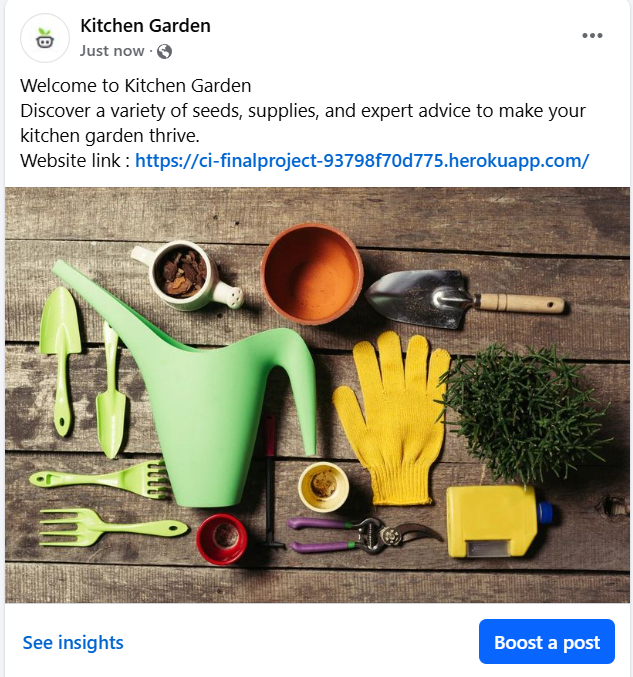 Kitchen Garden
Just now ·
Welcome to Kitchen Garden
Discover a variety of seeds, supplies, and expert advice to make your
kitchen garden thrive.
Website link : https://ci-finalproject-93798f70d775.herokuapp.com/
See insights
Boost a post